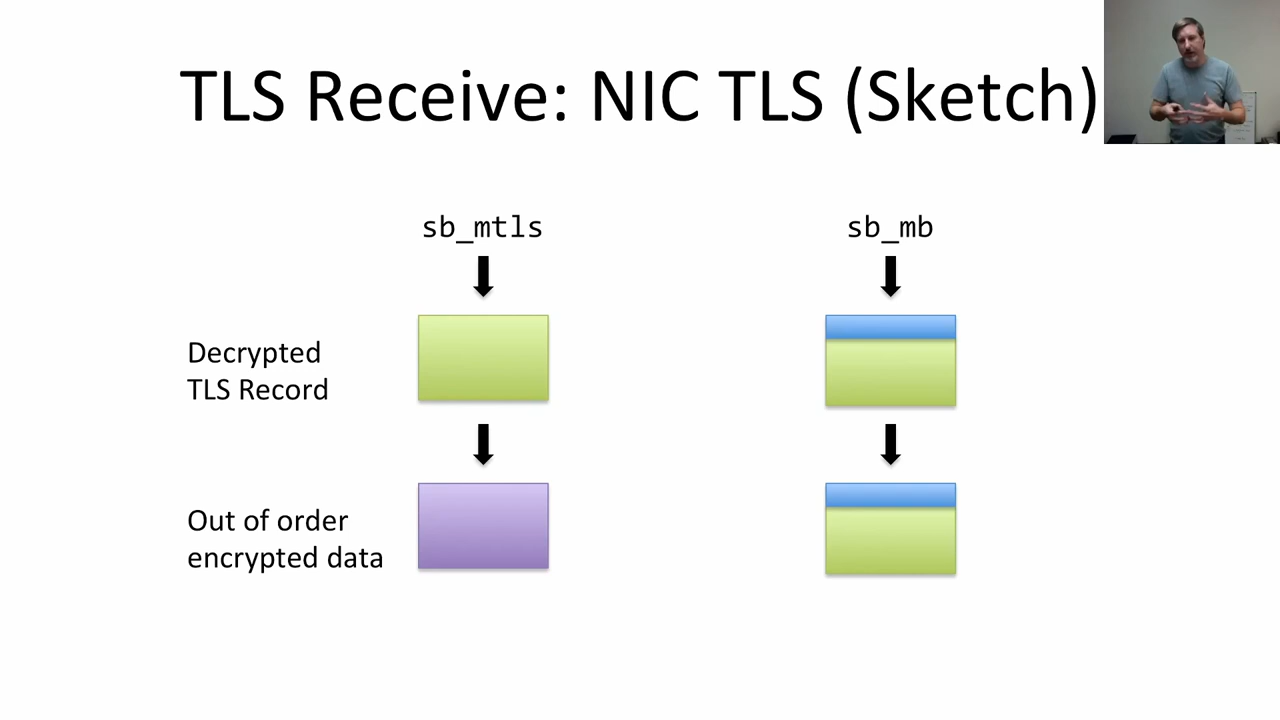 TLS Receive: NIC TLS (Sketch)
sb_mtls
sb_mb
Decrypted
TLS Record
Out of order
encrypted data